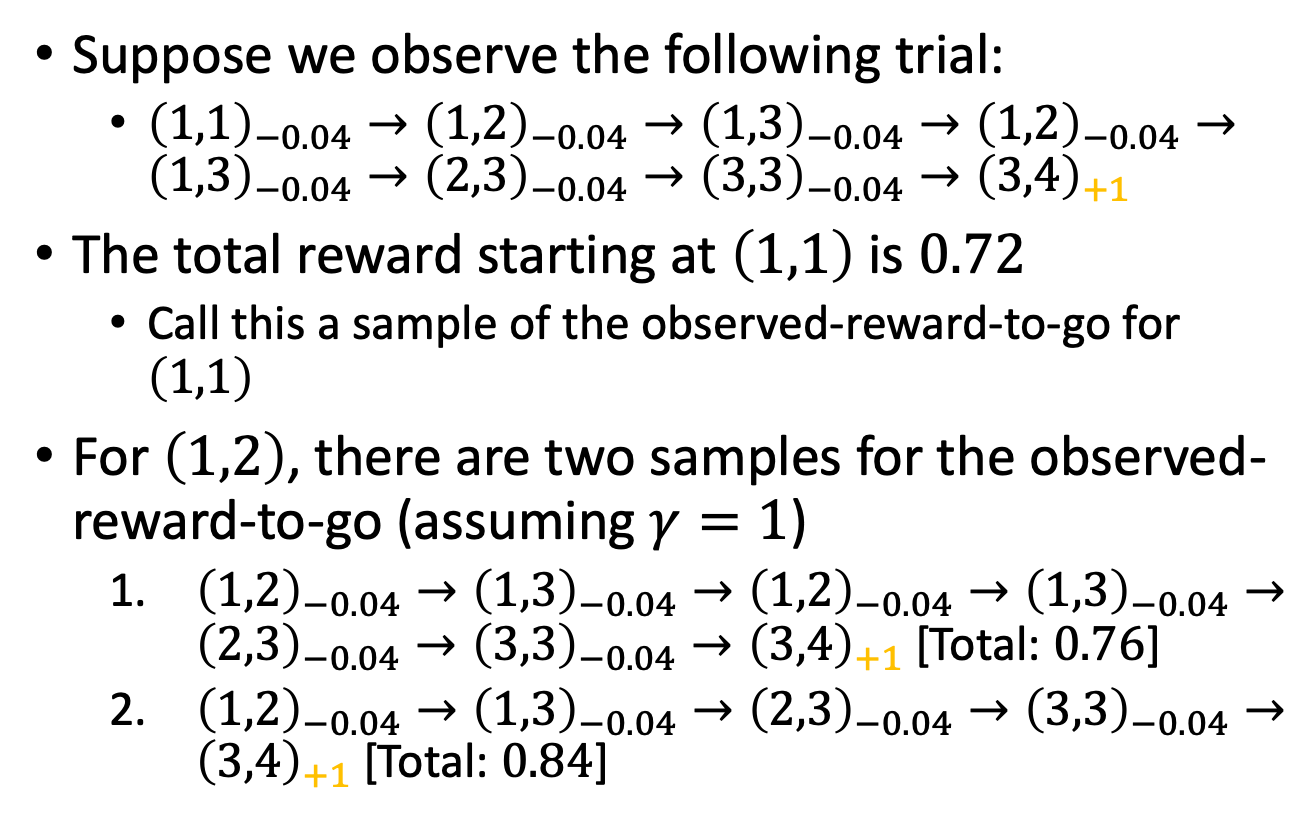 • Suppose we observe the following trial:
• (1,1)₋₀.₀₄ → (1,2)₋₀.₀₄ → (1,3)₋₀.₀₄ → (1,2)₋₀.₀₄ →
(1,3)₋₀.₀₄ → (2,3)₋₀.₀₄ → (3,3)₋₀.₀₄ → (3,4)₊₁
• The total reward starting at (1,1) is 0.72
• Call this a sample of the observed-reward-to-go for
(1,1)
• For (1,2), there are two samples for the observed-
reward-to-go (assuming γ = 1)
1. (1,2)₋₀.₀₄ → (1,3)₋₀.₀₄ → (1,2)₋₀.₀₄ → (1,3)₋₀.₀₄ →
(2,3)₋₀.₀₄ → (3,3)₋₀.₀₄ → (3,4)₊₁ [Total: 0.76]
2. (1,2)₋₀.₀₄ → (1,3)₋₀.₀₄ → (2,3)₋₀.₀₄ → (3,3)₋₀.₀₄ →
(3,4)₊₁ [Total: 0.84]